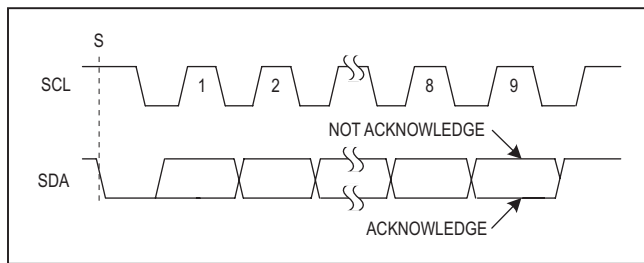 S
SCL 1 2 8 9
NOT ACKNOWLEDGE
SDA
ACKNOWLEDGE